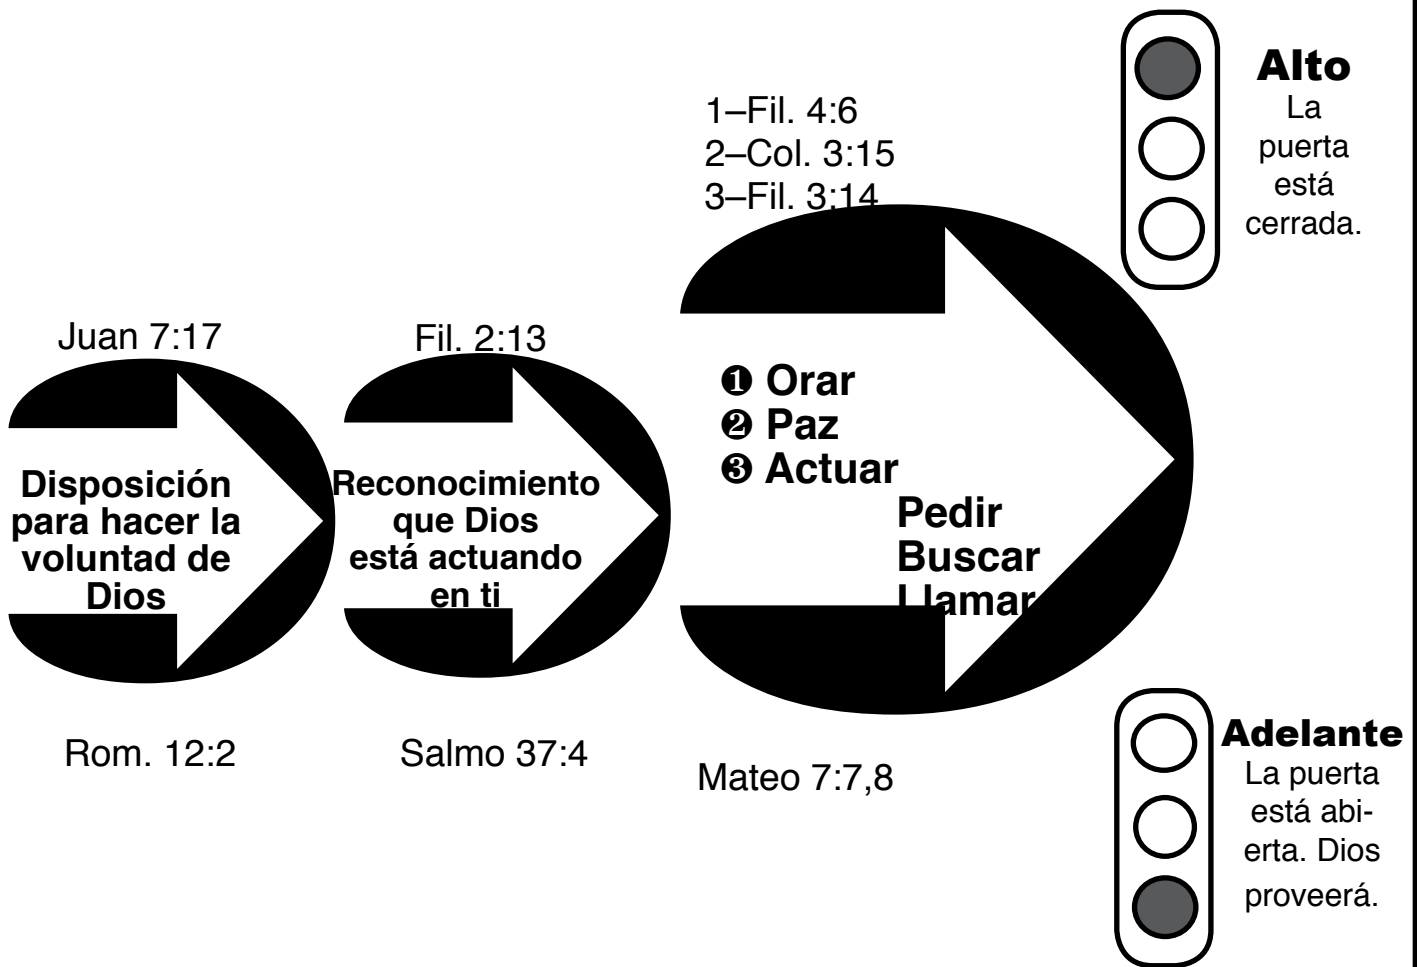 Juan 7:17
Disposición
para hacer la
voluntad de
Dios
Rom. 12:2
Fil. 2:13
Reconocimiento
que Dios
está actuando
en ti
Salmo 37:4
1–Fil. 4:6
2–Col. 3:15
3–Fil. 3:14
❶ Orar
❷ Paz
❸ Actuar
Pedir
Buscar
Llamar
Mateo 7:7,8
Alto
La
puerta
está
cerrada.
Adelante
La puerta
está abi-
erta. Dios
proveerá.